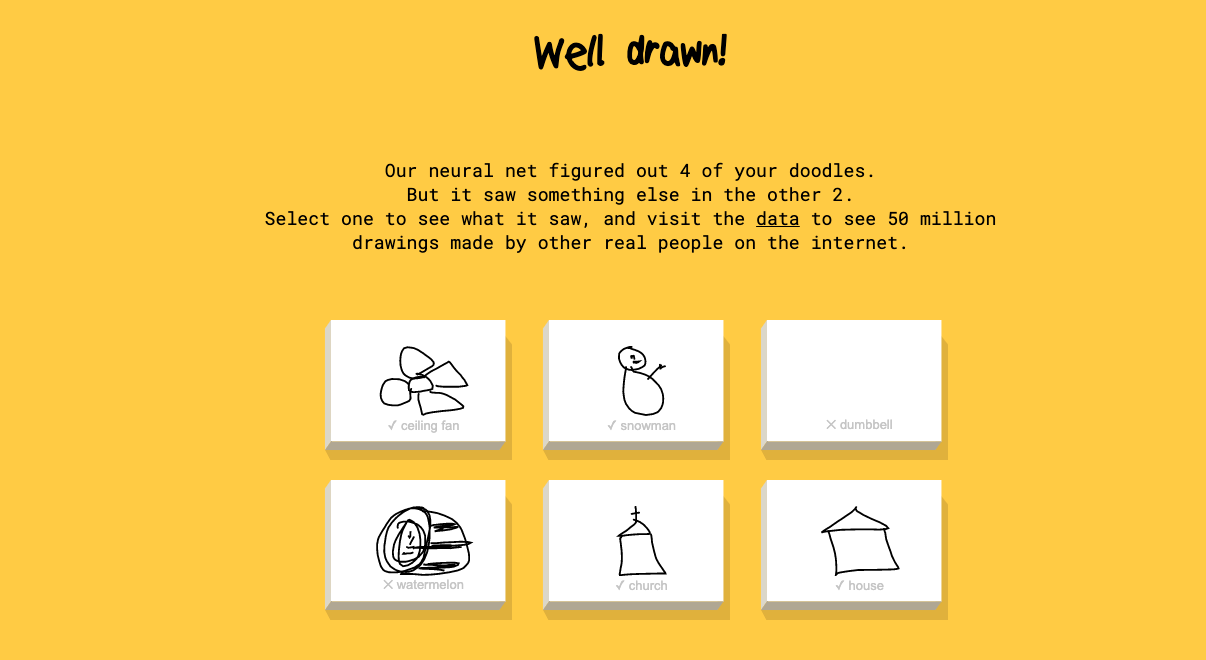 Well drawn!
Our neural net figured out 4 of your doodles.
But it saw something else in the other 2.
Select one to see what it saw, and visit the data to see 50 million
drawings made by other real people on the internet.
✓ ceiling fan
✓ snowman
✕ dumbbell
✕ watermelon
✓ church
✓ house